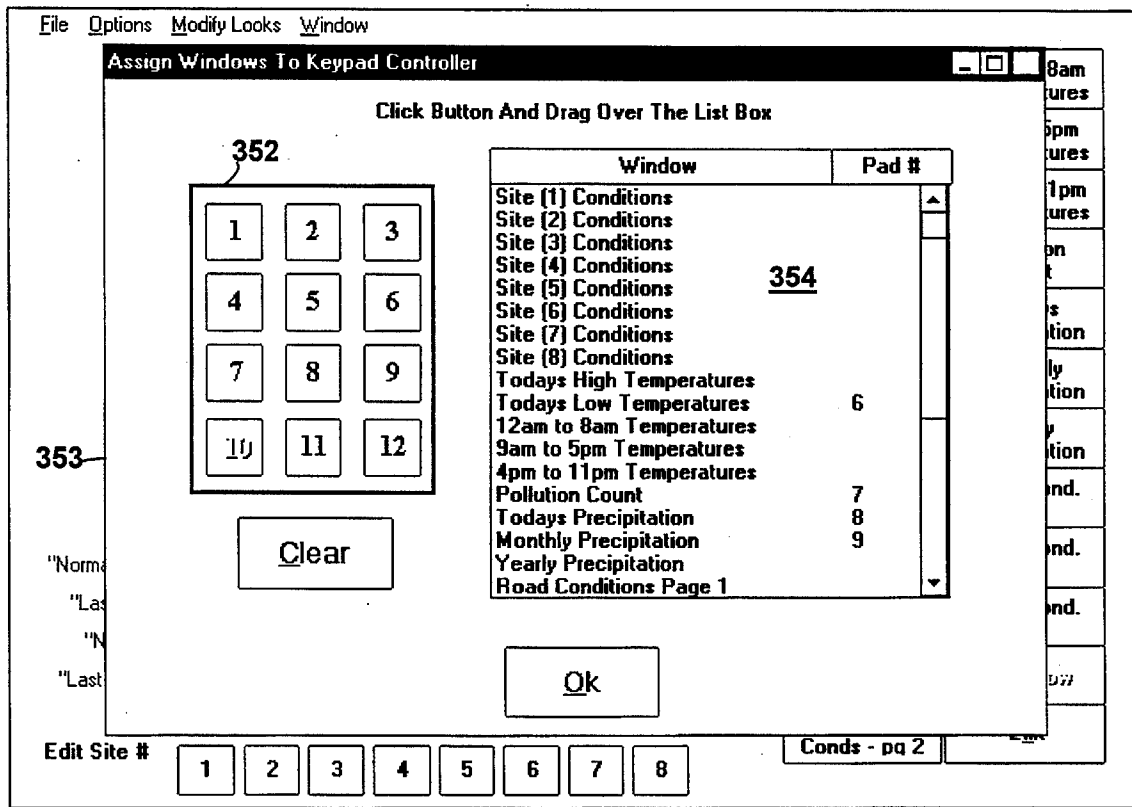 File Options Modify Looks Window
Assign Windows To Keypad Controller
Click Button And Drag Over The List Box
352
1 2 3
4 5 6
7 8 9
10 11 12
353
Clear
Window Pad #
Site (1) Conditions
Site (2) Conditions
Site (3) Conditions
Site (4) Conditions
354
Site (5) Conditions
Site (6) Conditions
Site (7) Conditions
Site (8) Conditions
Todays High Temperatures
Todays Low Temperatures 6
12am to 8am Temperatures
9am to 5pm Temperatures
4pm to 11pm Temperatures
Pollution Count 7
Todays Precipitation 8
Monthly Precipitation 9
Yearly Precipitation
Road Conditions Page 1
Ok
8am
tures
5pm
tures
1pm
tures
on
t
s
ation
ly
tion
y
tion
ond.
ond.
ond.
ow
"Norma
"Las
"N
"Last
Conds - pg 2
Edit Site # 1 2 3 4 5 6 7 8